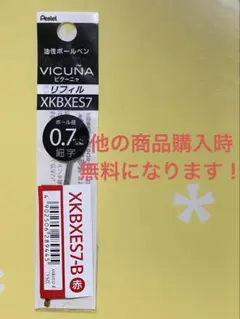 Pentel
油性ボールペン
VICUÑA
ビクーニャ
リフィル
XKBXES7
ボール径
0.7
細字
他の商品購入時
無料になります!
XKBXES7-B
赤